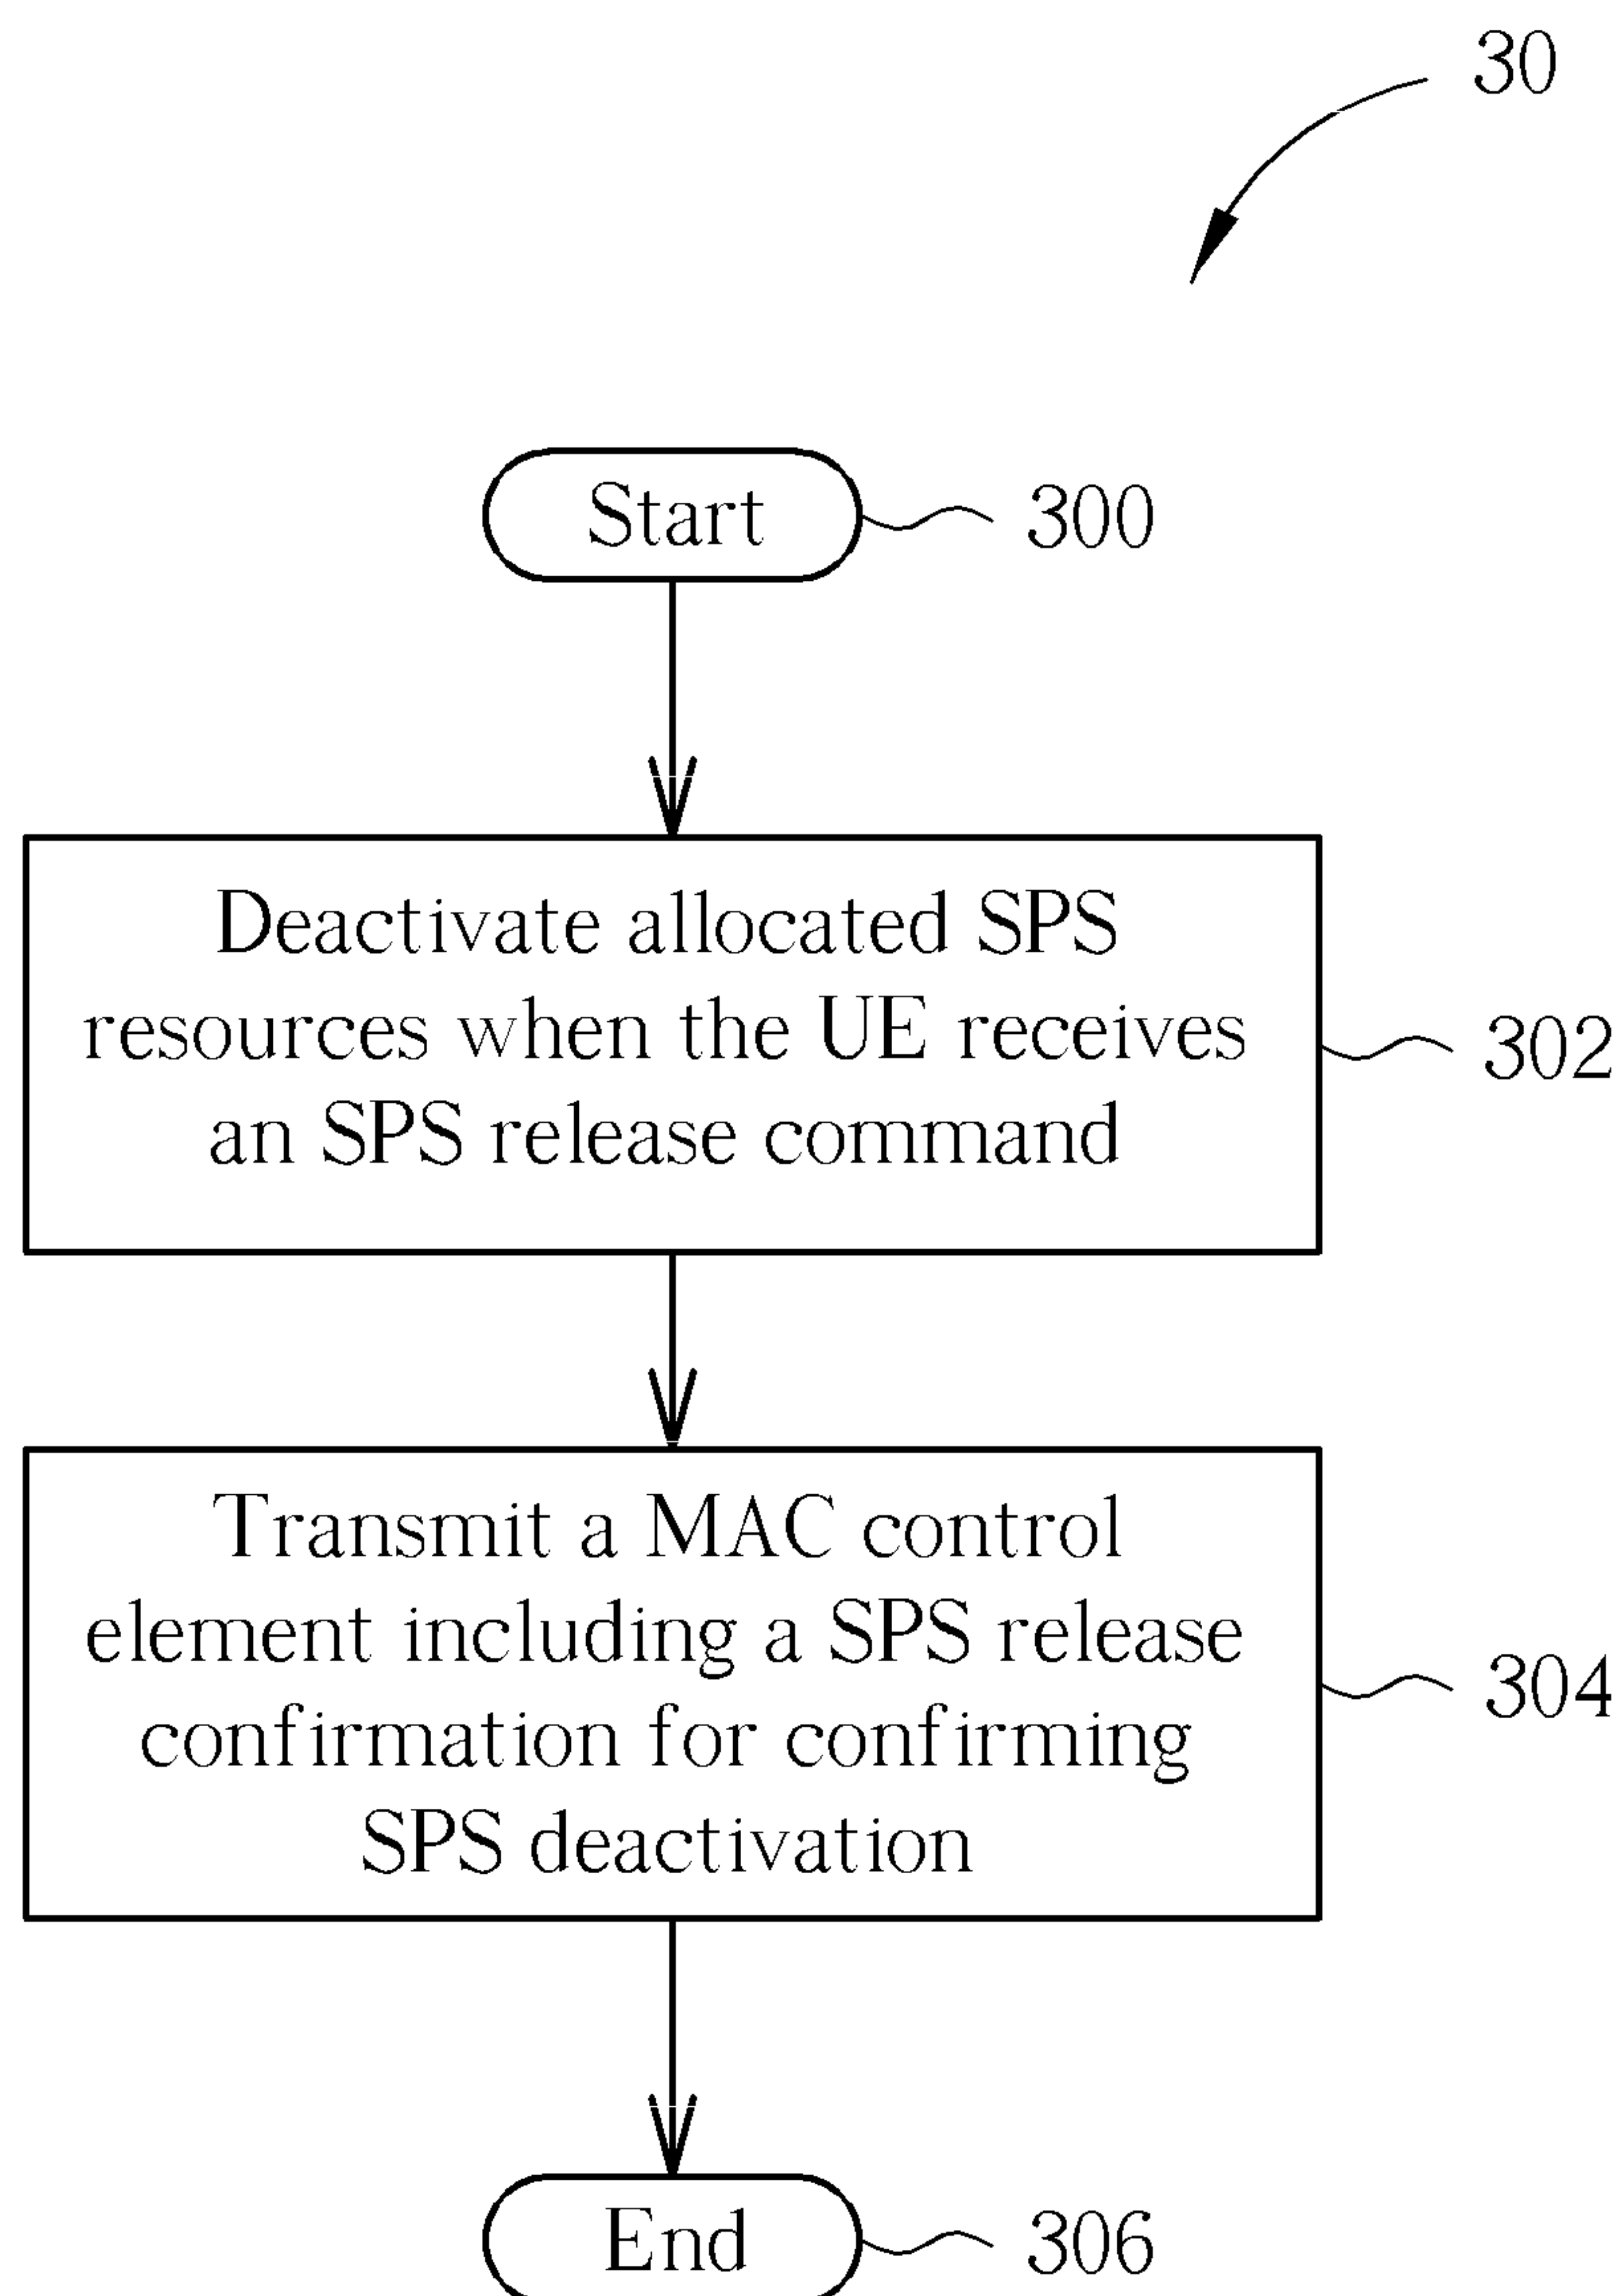 30
Start
300
Deactivate allocated SPS
resources when the UE receives
an SPS release command
302
Transmit a MAC control
element including a SPS release
confirmation for confirming
SPS deactivation
304
End
306